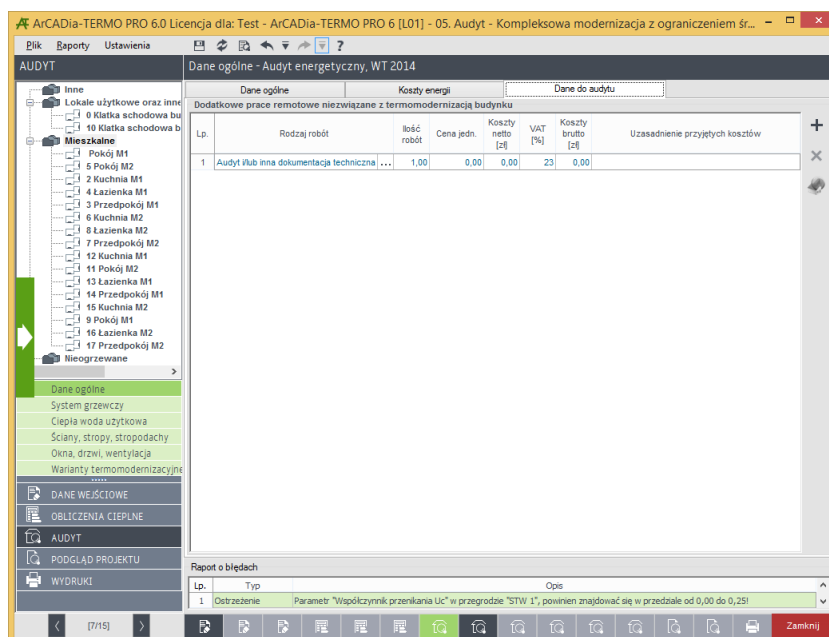 ArCADia-TERMO PRO 6.0 Licencja dla: Test - ArCADia-TERMO PRO 6 [L01] - 05. Audyt - Kompleksowa modernizacja z ograniczeniem śr...
Plik Raporty Ustawienia
AUDYT
Dane ogólne - Audyt energetyczny, WT 2014
Inne
Lokale użytkowe oraz inne
0 Klatka schodowa bu
10 Klatka schodowa b
Mieszkalne
Pokój M1
5 Pokój M2
2 Kuchnia M1
4 Łazienka M1
3 Przedpokój M1
6 Kuchnia M2
8 Łazienka M2
7 Przedpokój M2
12 Kuchnia M1
11 Pokój M2
13 Łazienka M1
14 Przedpokój M1
15 Kuchnia M2
9 Pokój M1
16 Łazienka M2
17 Przedpokój M2
Nieogrzewane
Dane ogólne
System grzewczy
Ciepła woda użytkowa
Ściany, stropy, stropodachy
Okna, drzwi, wentylacja
Warianty termomodernizacyjne
DANE WEJŚCIOWE
OBLICZENIA CIEPLNE
AUDYT
PODGLĄD PROJEKTU
WYDRUKI
[7/15]
Dane ogólne Koszty energii Dane do audytu
Dodatkowe prace remotowe niezwiązane z termomodernizacją budynku
Lp. Rodzaj robót Ilość robót Cena jedn. Koszty netto [zł] VAT [%] Koszty brutto [zł] Uzasadnienie przyjętych kosztów
1 Audyt i/lub inna dokumentacja techniczna ... 1,00 0,00 0,00 23 0,00
Raport o błędach
Lp. Typ Opis
1 Ostrzeżenie Parametr "Współczynnik przenikania Uc" w przegrodzie "STW 1", powinien znajdować się w przedziale od 0,00 do 0,25!
Zamknij